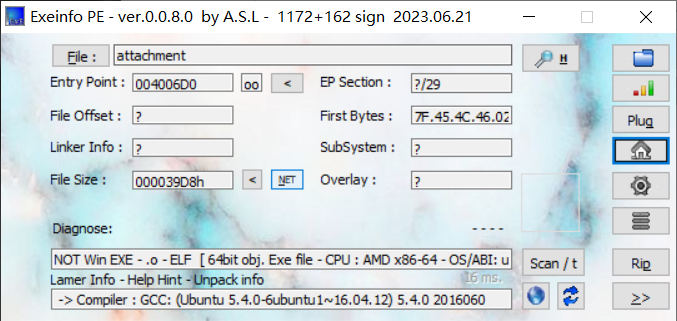 Exeinfo PE - ver.0.0.8.0 by A.S.L - 1172+162 sign 2023.06.21
File : attachment H
Entry Point : 004006D0 oo < EP Section : ?/29
File Offset : ? First Bytes : 7F.45.4C.46.02 Plug
Linker Info : ? SubSystem : ?
File Size : 000039D8h < NET Overlay : ?
Diagnose: ----
NOT Win EXE - .o - ELF [ 64bit obj. Exe file - CPU : AMD x86-64 - OS/ABI: u Scan / t Rip
Lamer Info - Help Hint - Unpack info 16 ms.
-> Compiler : GCC: (Ubuntu 5.4.0-6ubuntu1~16.04.12) 5.4.0 2016060 >>